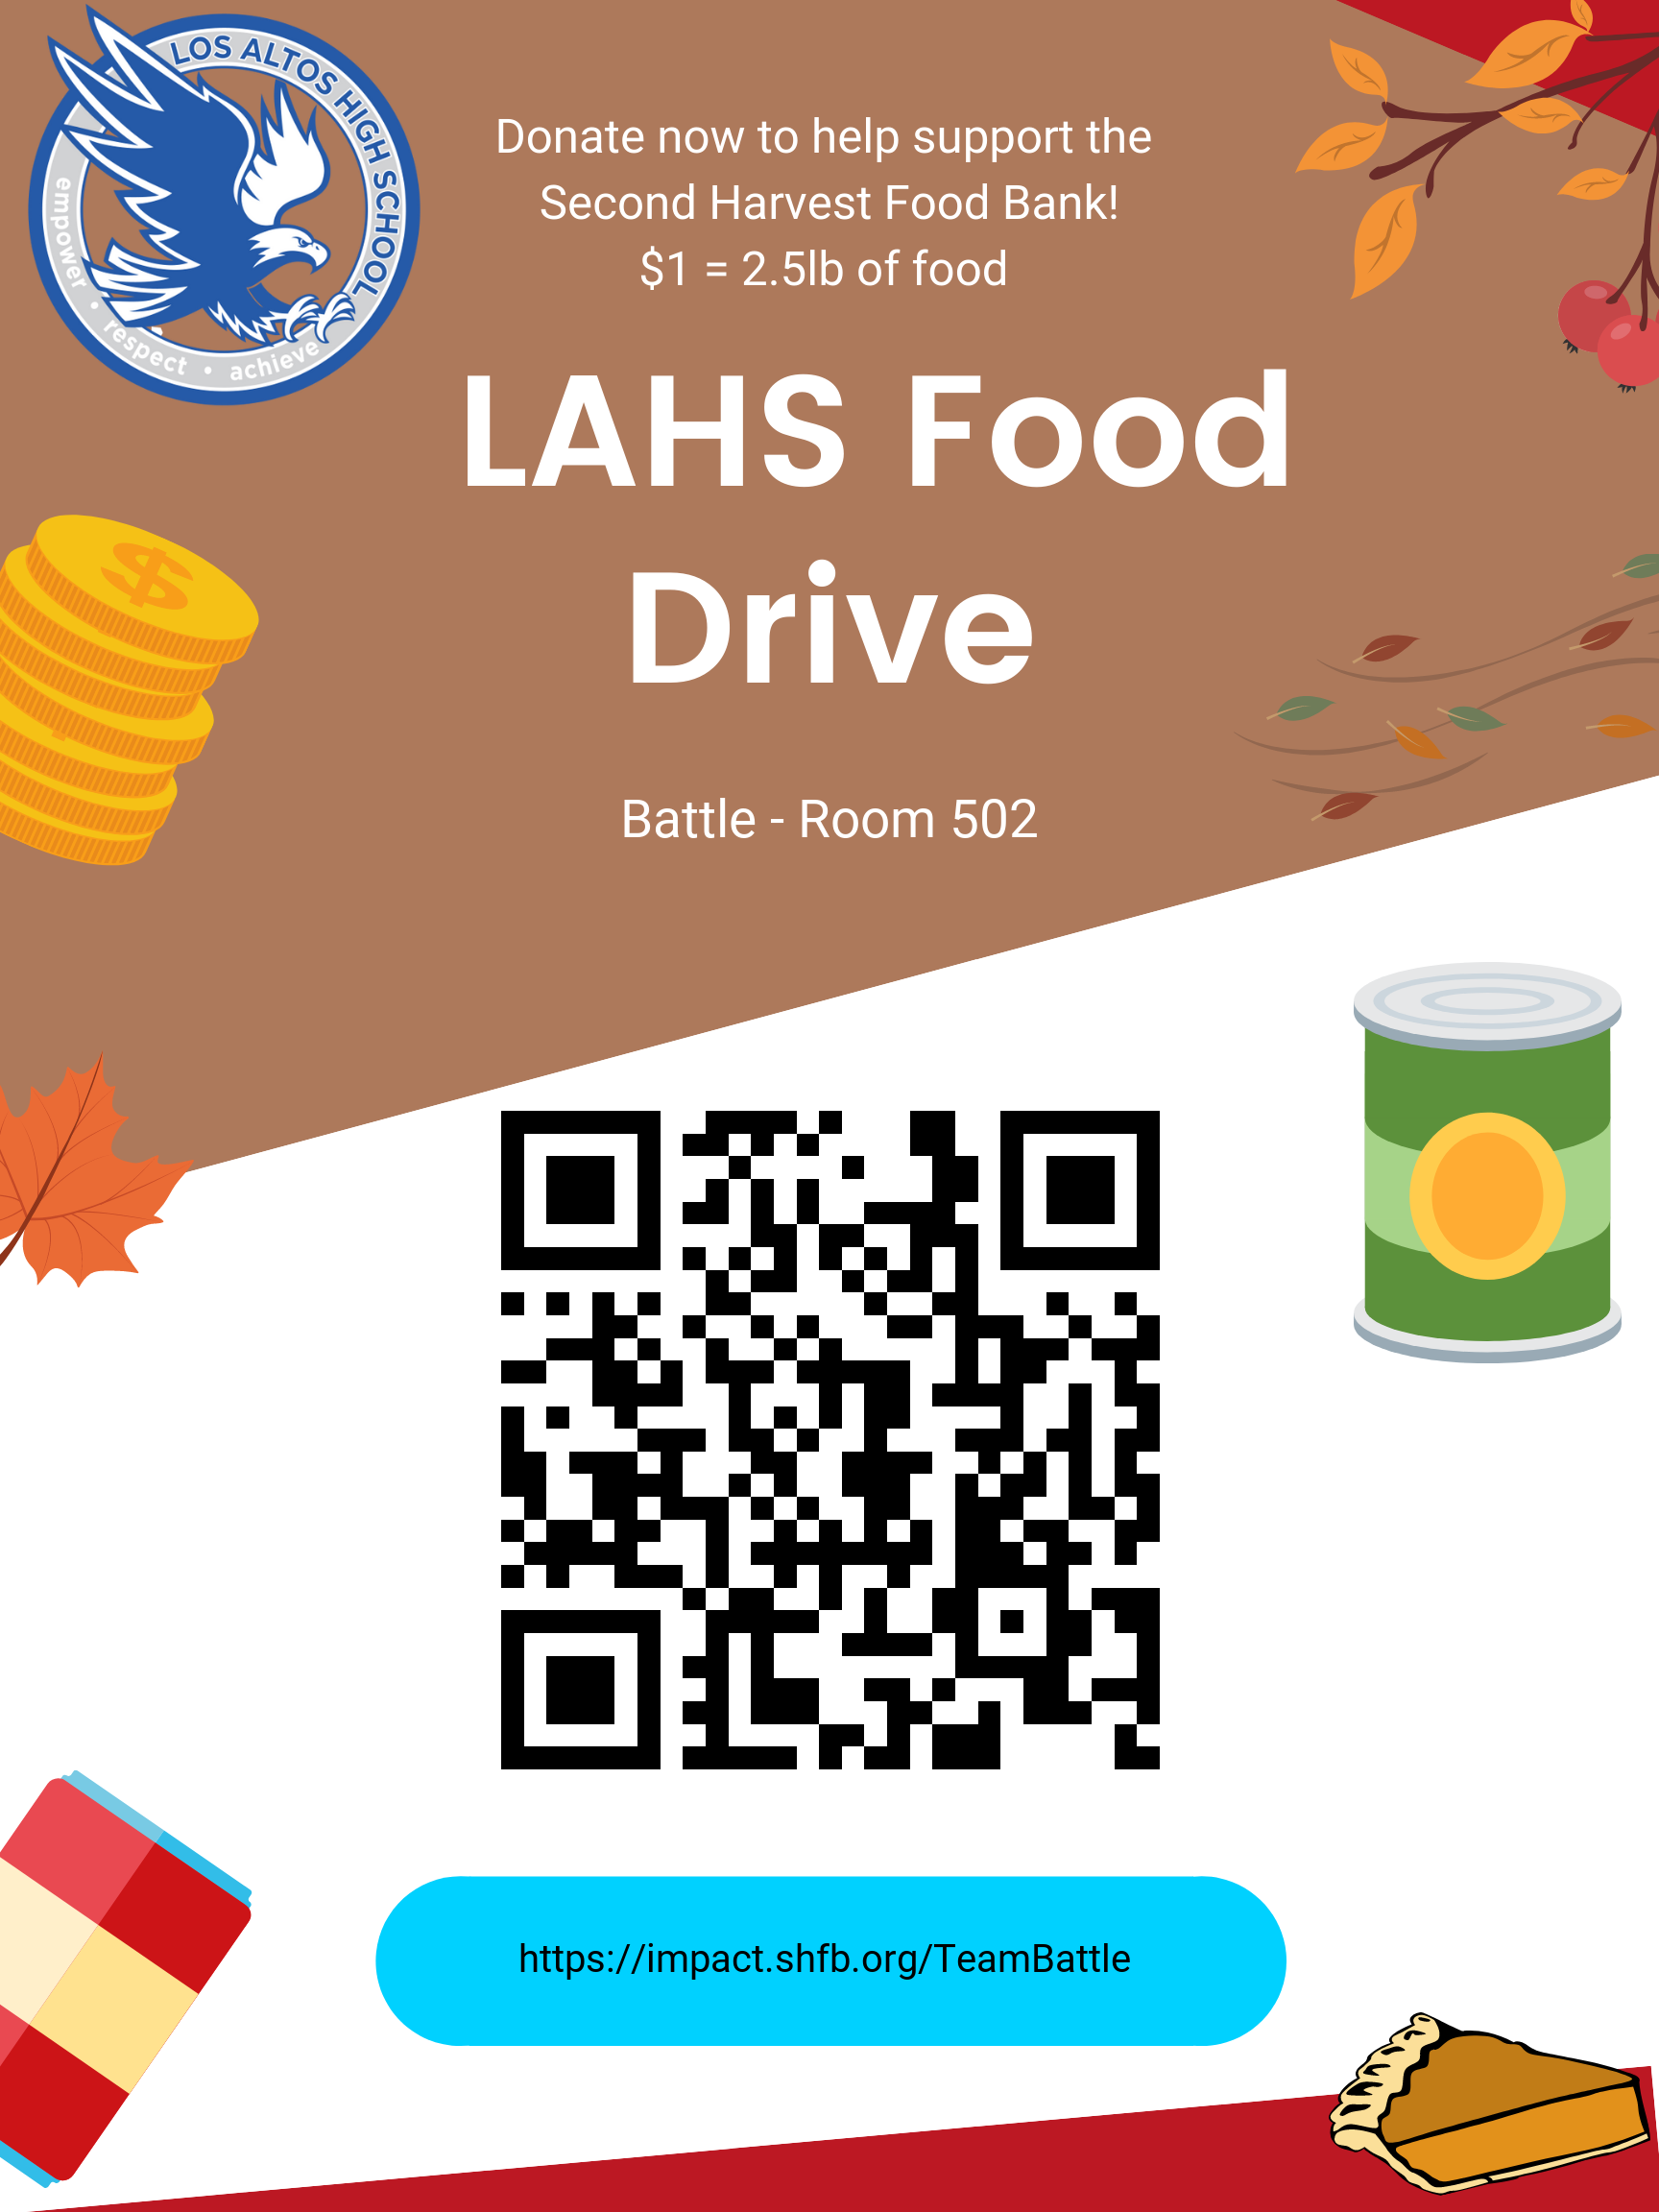 LOS ALTOS HIGH SCHOOL
empower • respect • achieve
Donate now to help support the
Second Harvest Food Bank!
$1 = 2.5lb of food
LAHS Food
Drive
Battle - Room 502
$
https://impact.shfb.org/TeamBattle